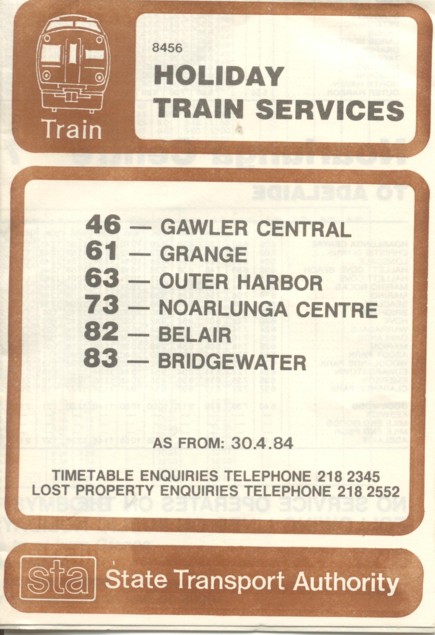 8456
HOLIDAY
TRAIN SERVICES
Train
46 — GAWLER CENTRAL
61 — GRANGE
63 — OUTER HARBOR
73 — NOARLUNGA CENTRE
82 — BELAIR
83 — BRIDGEWATER
AS FROM: 30.4.84
TIMETABLE ENQUIRIES TELEPHONE 218 2345
LOST PROPERTY ENQUIRIES TELEPHONE 218 2552
sta State Transport Authority
TO ADELAIDE